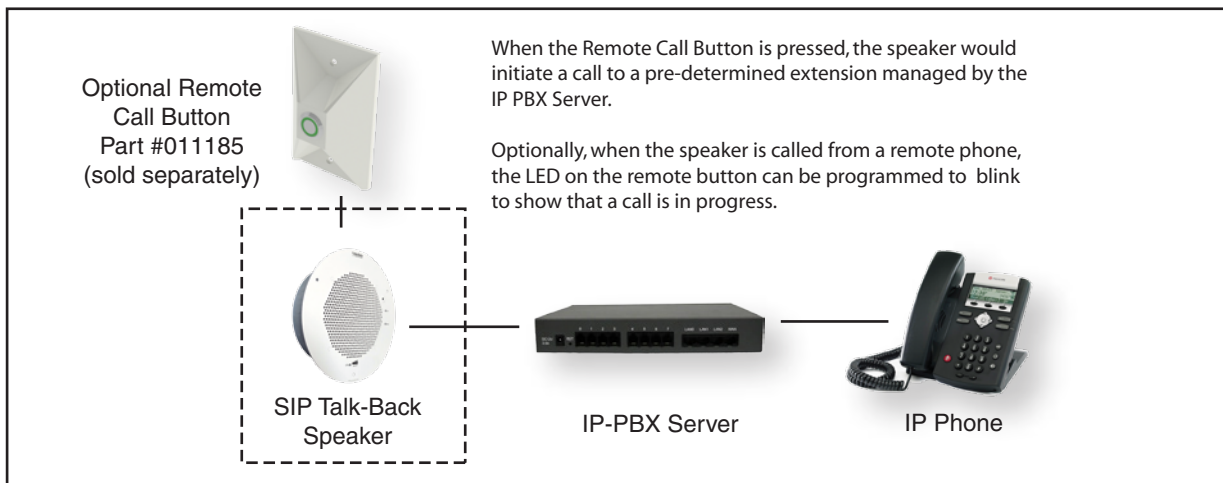 Optional Remote
Call Button
Part #011185
(sold separately)
When the Remote Call Button is pressed, the speaker would
initiate a call to a pre-determined extension managed by the
IP PBX Server.
Optionally, when the speaker is called from a remote phone,
the LED on the remote button can be programmed to blink
to show that a call is in progress.
SIP Talk-Back
Speaker
IP-PBX Server
IP Phone